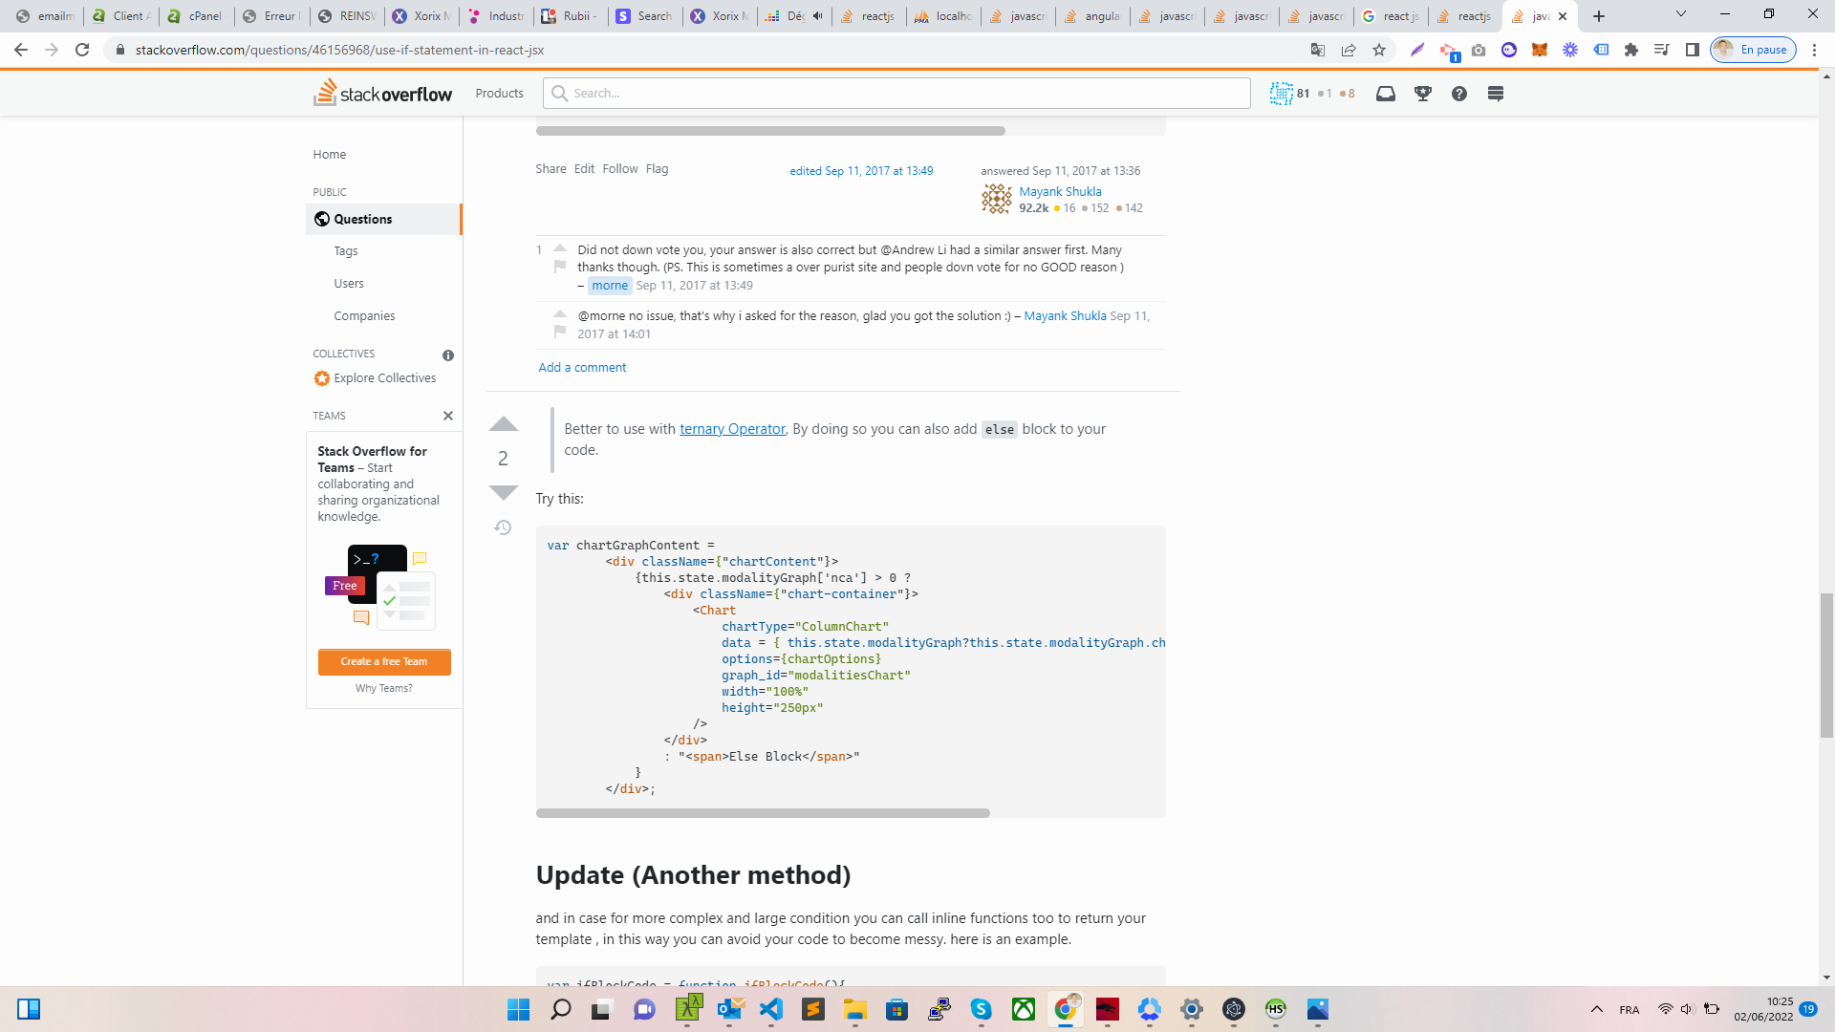 emailm
Client A
cPanel
Erreur I
REINSV
Xorix M
Industr
Rubii -
Search
Xorix M
Dég
reactjs
localho
javascri
angular
javascri
javascri
javascri
react js
reactjs
java
stackoverflow.com/questions/46156968/use-if-statement-in-react-jsx
1
En pause
stackoverflow
Products
Search...
81 1 8
Home
PUBLIC
Questions
Tags
Users
Companies
COLLECTIVES
Explore Collectives
TEAMS
Stack Overflow for
Teams – Start
collaborating and
sharing organizational
knowledge.
>_?
Free
Create a free Team
Why Teams?
Share Edit Follow Flag
edited Sep 11, 2017 at 13:49
answered Sep 11, 2017 at 13:36
Mayank Shukla
92.2k 16 152 142
1
Did not down vote you, your answer is also correct but @Andrew Li had a similar answer first. Many
thanks though. (PS. This is sometimes a over purist site and people dovn vote for no GOOD reason )
– morne Sep 11, 2017 at 13:49
@morne no issue, that's why i asked for the reason, glad you got the solution :) – Mayank Shukla Sep 11,
2017 at 14:01
Add a comment
2
Better to use with ternary Operator, By doing so you can also add else block to your
code.
Try this:
var chartGraphContent =
<div className={"chartContent"}>
{this.state.modalityGraph['nca'] > 0 ?
<div className={"chart-container"}>
<Chart
chartType="ColumnChart"
data = { this.state.modalityGraph?this.state.modalityGraph.ch
options={chartOptions}
graph_id="modalitiesChart"
width="100%"
height="250px"
/>
</div>
: "<span>Else Block</span>"
}
</div>;
Update (Another method)
and in case for more complex and large condition you can call inline functions too to return your
template , in this way you can avoid your code to become messy. here is an example.
var ifBlockCode = function ifBlockCode(){
FRA
10:25
02/06/2022
19
HS